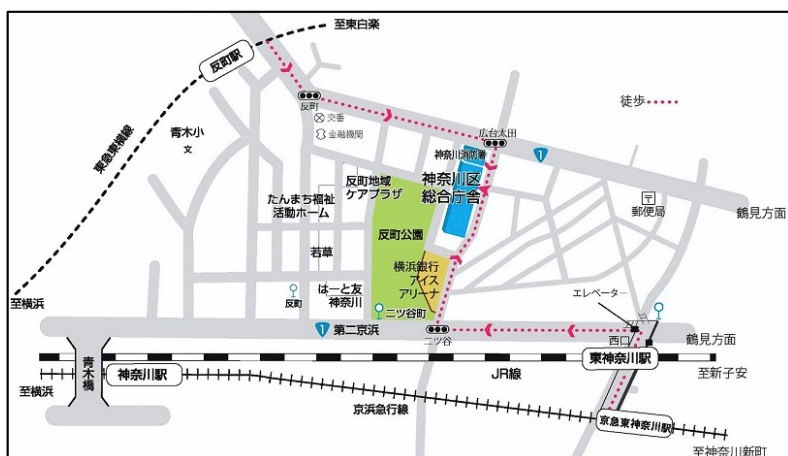 至東白楽
反町駅
徒歩
反町
交番
金融機関
広台太田
東急東横線
青木小
文
神奈川消防署
1
神奈川区
総合庁舎
反町地域
ケアプラザ
たんまち福祉
活動ホーム
〒
郵便局
鶴見方面
反町公園
若草
横浜銀行
アイス
アリーナ
はーと友
神奈川
反町
二ツ谷町
エレベーター
至横浜
1
第二京浜
二ツ谷
西口
鶴見方面
東神奈川駅
青木橋
神奈川駅
JR線
至新子安
至横浜
京浜急行線
京急東神奈川駅
至神奈川新町